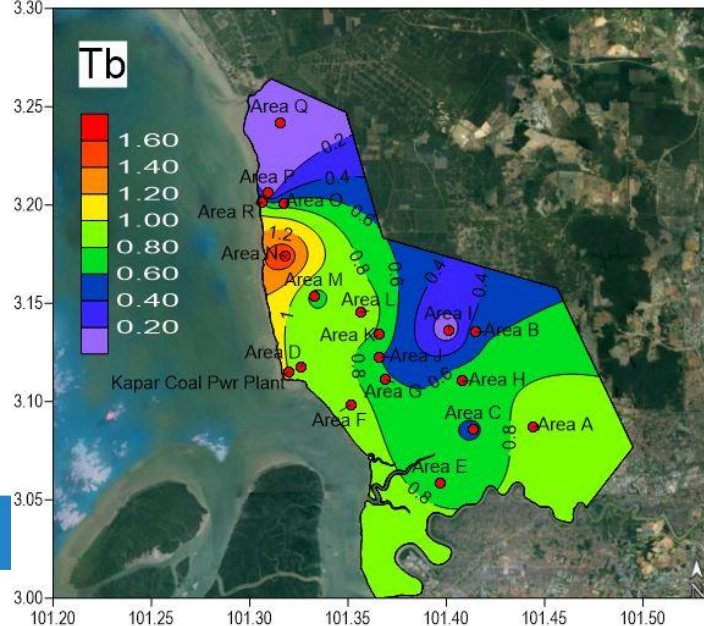 3.30
Tb
3.25
Area Q
1.60
1.40
0.2
1.20
Area P
0.4
3.20
1.00
Area R
Area O
0.6
0.80
1.2
0.60
Area N
0.8
0.6
0.4
0.4
0.40
Area M
3.15
Area L
0.20
1
Area I
Area K
Area B
Area D
Area J
0.8
0.6
Kapar Coal Pwr Plant
Area G
Area H
3.10
Area F
Area C
0.8
Area A
Area E
3.05
0.8
N
3.00
101.20 101.25 101.30 101.35 101.40 101.45 101.50